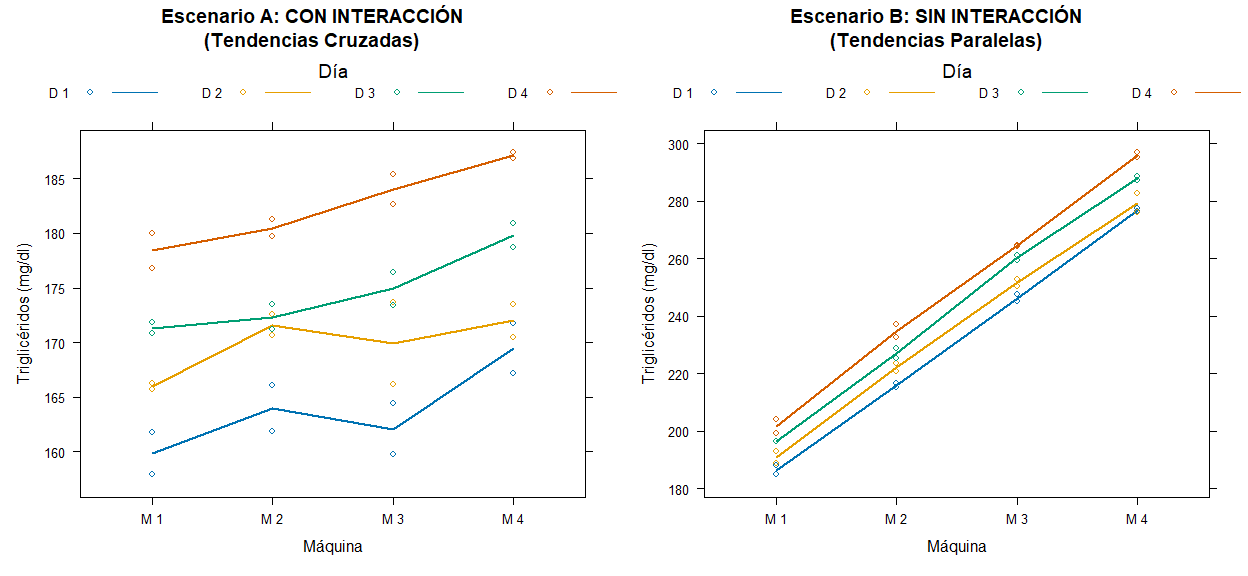 Escenario A: CON INTERACCIÓN
(Tendencias Cruzadas)
Día
D 1 D 2 D 3 D 4
185
180
175
170
165
160
Triglicéridos (mg/dl)
M 1 M 2 M 3 M 4
Máquina
Escenario B: SIN INTERACCIÓN
(Tendencias Paralelas)
Día
D 1 D 2 D 3 D 4
300
280
260
240
220
200
180
Triglicéridos (mg/dl)
M 1 M 2 M 3 M 4
Máquina